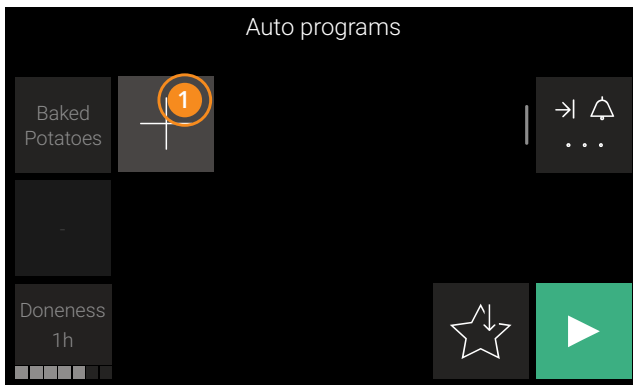 Auto programs
1
Baked
Potatoes
-
Doneness
1h